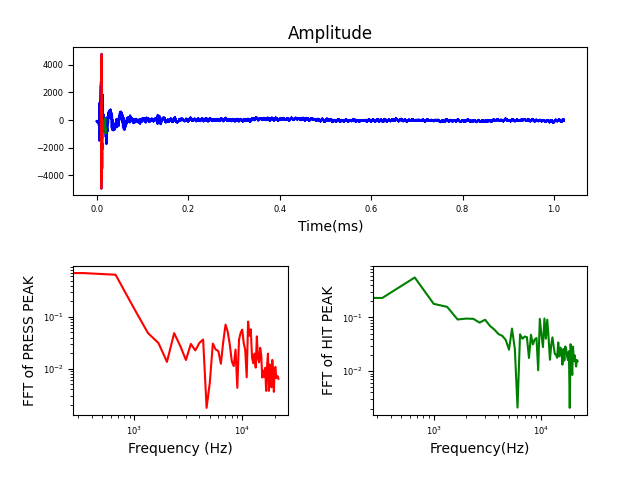 Amplitude
4000
2000
0
−2000
−4000
0.0 0.2 0.4 0.6 0.8 1.0
Time(ms)
FFT of PRESS PEAK
10⁻¹
10⁻²
10³ 10⁴
Frequency (Hz)
FFT of HIT PEAK
10⁻¹
10⁻²
10³ 10⁴
Frequency(Hz)